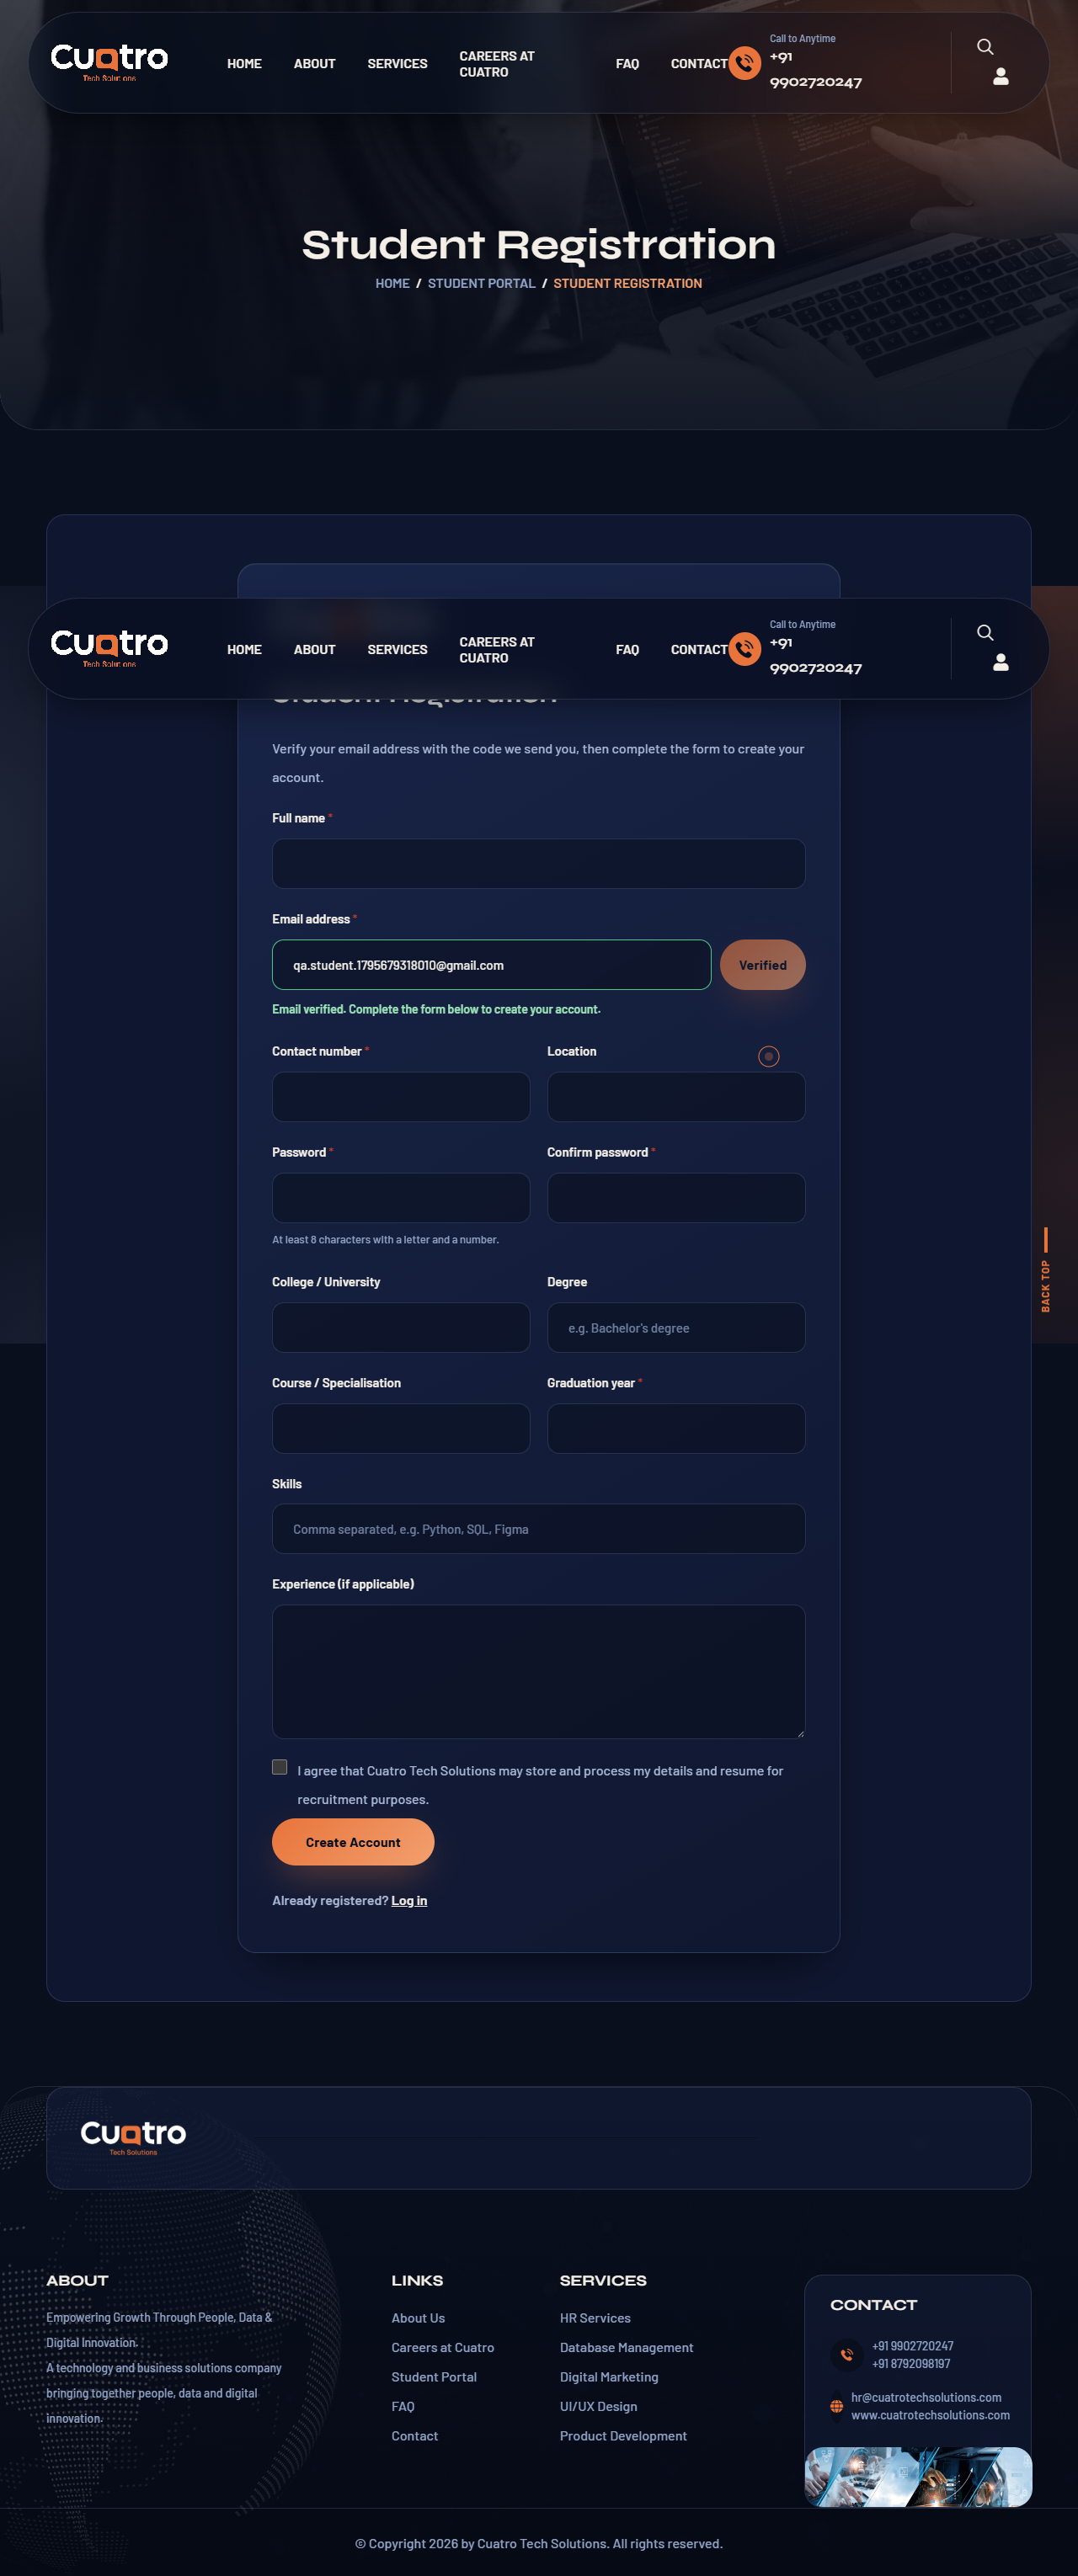 Cuatro
Tech Solutions
HOME
ABOUT
SERVICES
CAREERS AT
CUATRO
FAQ
CONTACT
Call to Anytime
+91
9902720247
Student Registration
HOME / STUDENT PORTAL / STUDENT REGISTRATION
Cuatro
Tech Solutions
HOME
ABOUT
SERVICES
CAREERS AT
CUATRO
FAQ
CONTACT
Call to Anytime
+91
9902720247
Student Registration
Verify your email address with the code we send you, then complete the form to create your
account.
Full name *
Email address *
qa.student.1795679318010@gmail.com
Verified
Email verified. Complete the form below to create your account.
Contact number *
Location
Password *
Confirm password *
At least 8 characters with a letter and a number.
College / University
Degree
e.g. Bachelor's degree
Course / Specialisation
Graduation year *
Skills
Comma separated, e.g. Python, SQL, Figma
Experience (if applicable)
I agree that Cuatro Tech Solutions may store and process my details and resume for
recruitment purposes.
Create Account
Already registered? Log in
BACK TOP
Cuatro
Tech Solutions
ABOUT
Empowering Growth Through People, Data &
Digital Innovation.
A technology and business solutions company
bringing together people, data and digital
innovation.
LINKS
About Us
Careers at Cuatro
Student Portal
FAQ
Contact
SERVICES
HR Services
Database Management
Digital Marketing
UI/UX Design
Product Development
CONTACT
+91 9902720247
+91 8792098197
hr@cuatrotechsolutions.com
www.cuatrotechsolutions.com
© Copyright 2026 by Cuatro Tech Solutions. All rights reserved.